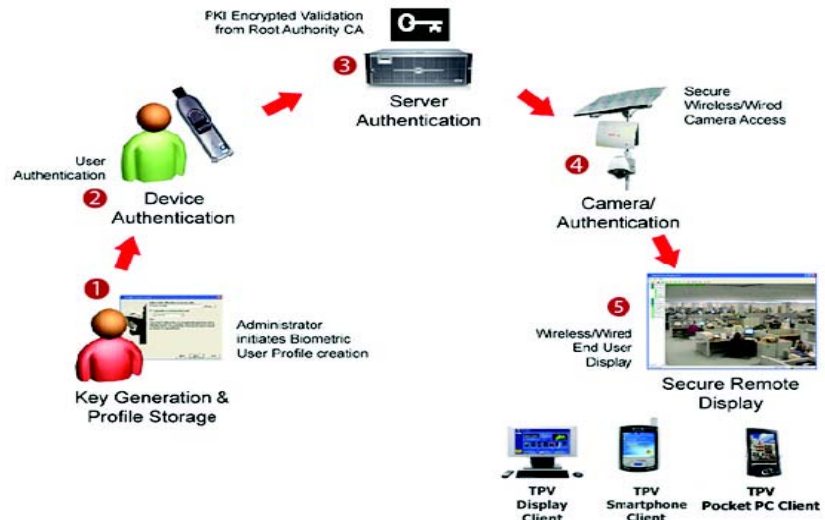 PKI Encrypted Validation
from Root Authority CA
3
Server
Authentication
Secure
Wireless/Wired
Camera Access
4
Camera/
Authentication
User
Authentication
2
Device
Authentication
1
Administrator
initiates Biometric
User Profile creation
Key Generation &
Profile Storage
5
Wireless/Wired
End User
Display
Secure Remote
Display
TPV
Display
Client
TPV
Smartphone
Client
TPV
Pocket PC Client